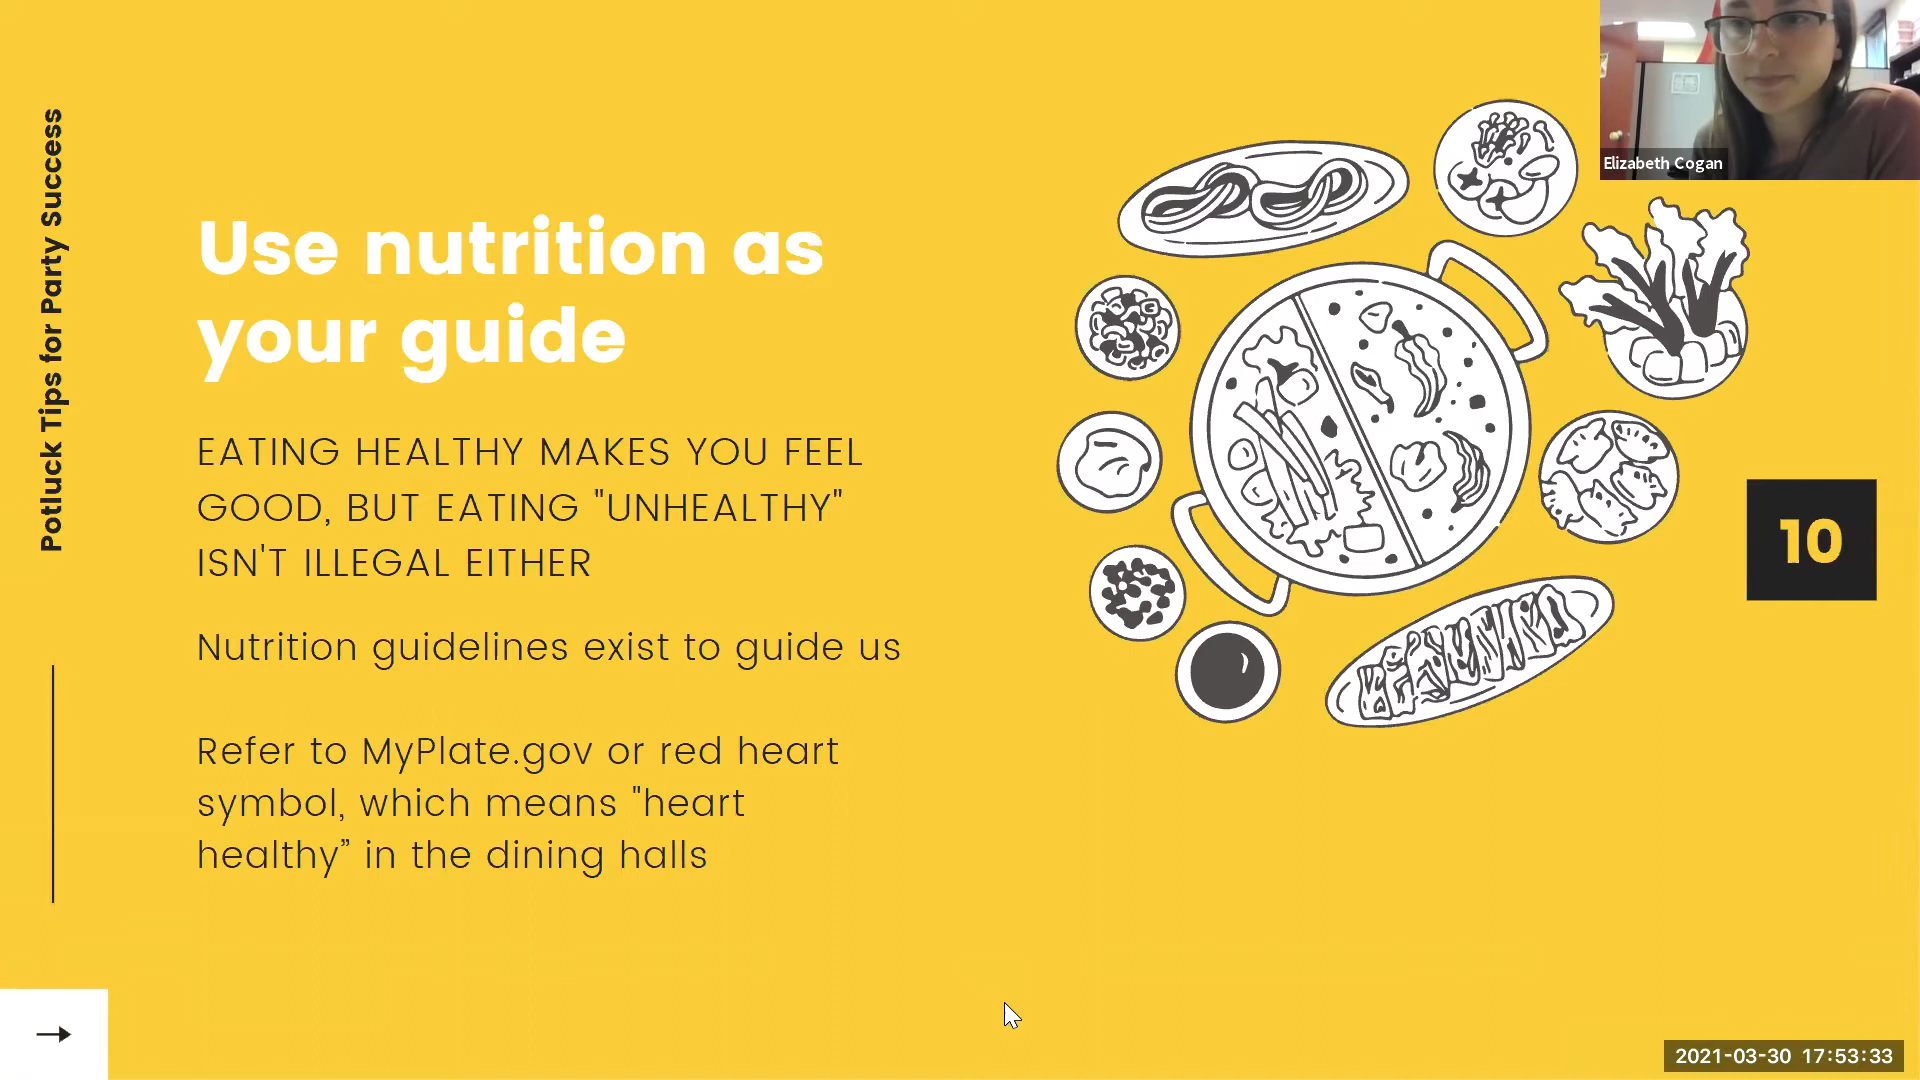 Potluck Tips for Party Success
Use nutrition as
your guide
EATING HEALTHY MAKES YOU FEEL
GOOD, BUT EATING "UNHEALTHY"
ISN'T ILLEGAL EITHER
Nutrition guidelines exist to guide us
Refer to MyPlate.gov or red heart
symbol, which means "heart
healthy” in the dining halls
Elizabeth Cogan
10
2021-03-30 17:53:33